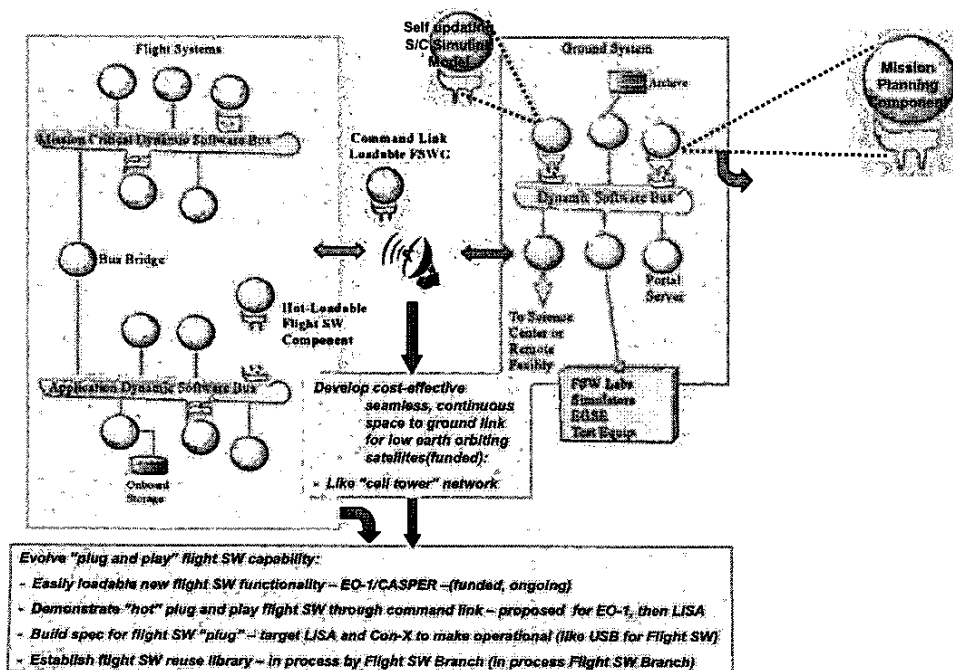 Flight Systems
Mission Critical Dynamic Software Bus
Bus Bridge
Hot-Loadable
Flight SW
Component
Application Dynamic Software Bus
Onboard
Storage
Command Link
Loadable FSWC
Self updating
S/C Simulink
Model
Ground System
Archive
Dynamic Software Bus
Portal
Server
To Science
Center or
Remote
Facility
FSW Labs
Simulators
EGSE
Test Equip
Mission
Planning
Component
Develop cost-effective
seamless, continuous
space to ground link
for low earth orbiting
satellites(funded):
- Like "cell tower" network
Evolve "plug and play" flight SW capability:
- Easily loadable new flight SW functionality – EO-1/CASPER –(funded, ongoing)
- Demonstrate "hot" plug and play flight SW through command link – proposed for EO-1, then LISA
- Build spec for flight SW "plug" – target LISA and Con-X to make operational (like USB for Flight SW)
- Establish flight SW reuse library – in process by Flight SW Branch (in process Flight SW Branch)